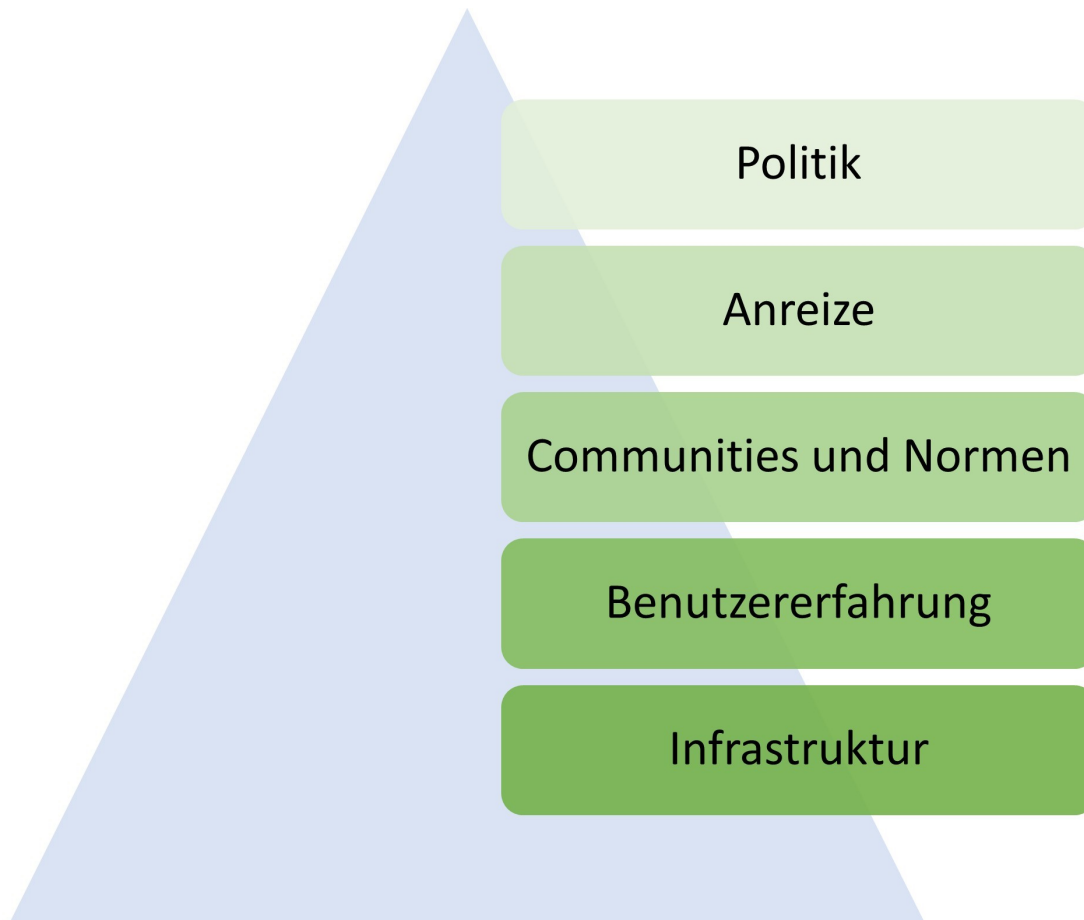 Politik
Anreize
Communities und Normen
Benutzererfahrung
Infrastruktur